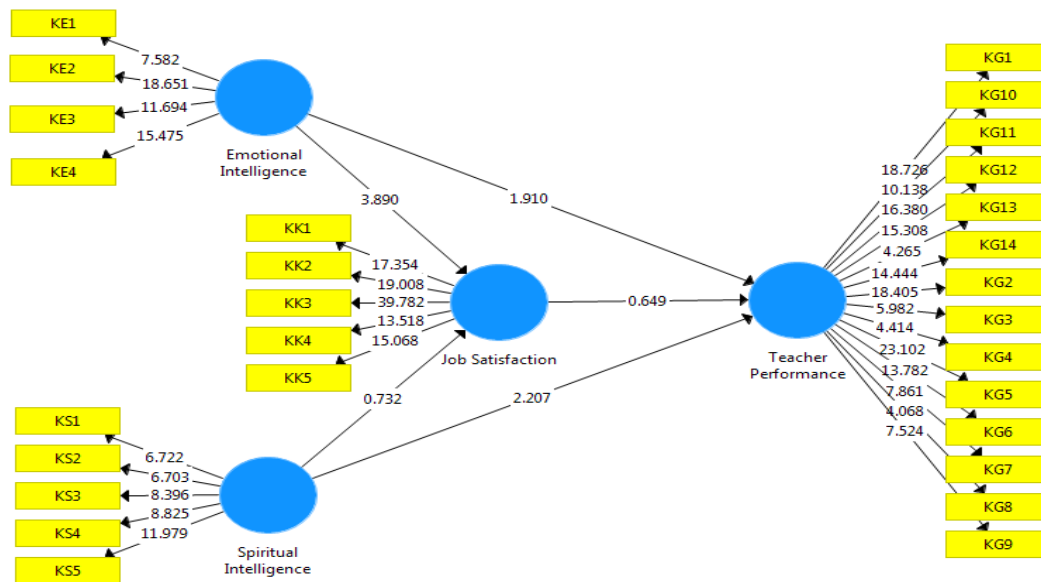 KE1
KE2
KE3
KE4
7.582
18.651
11.694
15.475
Emotional
Intelligence
3.890
1.910
KK1
KK2
KK3
KK4
KK5
17.354
19.008
39.782
13.518
15.068
Job Satisfaction
0.649
0.732
2.207
KS1
KS2
KS3
KS4
KS5
6.722
6.703
8.396
8.825
11.979
Spiritual
Intelligence
Teacher
Performance
18.726
10.138
16.380
15.308
4.265
14.444
18.405
5.982
4.414
23.102
13.782
7.861
4.068
7.524
KG1
KG10
KG11
KG12
KG13
KG14
KG2
KG3
KG4
KG5
KG6
KG7
KG8
KG9